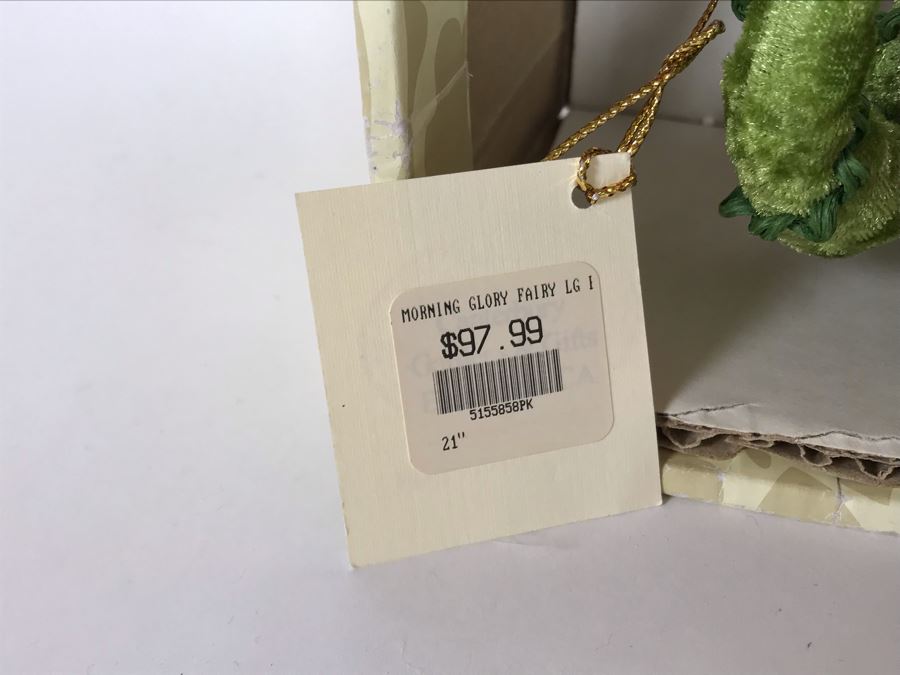 MORNING GLORY FAIRY LG
$97.99
5155858PK
21"